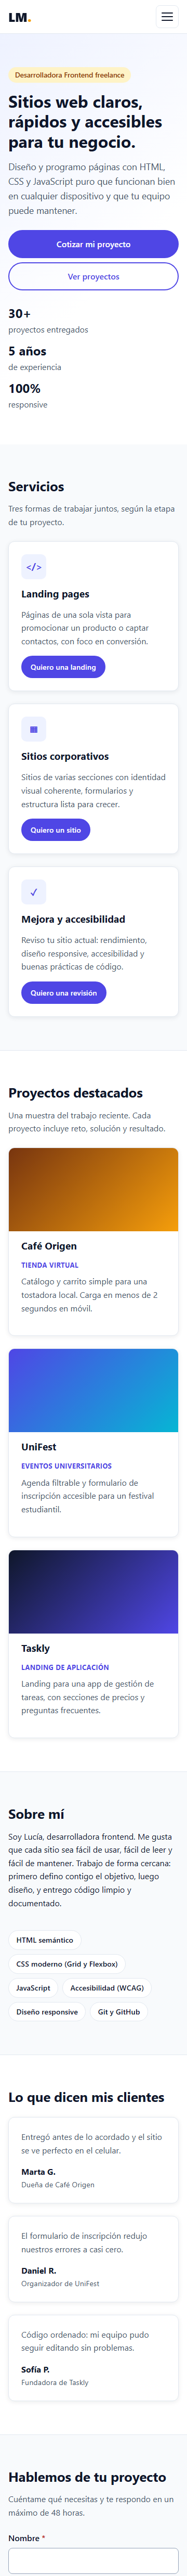 LM.
Desarrolladora Frontend freelance
Sitios web claros,
rápidos y accesibles
para tu negocio.
Diseño y programo páginas con HTML,
CSS y JavaScript puro que funcionan bien
en cualquier dispositivo y que tu equipo
puede mantener.
Cotizar mi proyecto
Ver proyectos
30+
proyectos entregados
5 años
de experiencia
100%
responsive
Servicios
Tres formas de trabajar juntos, según la etapa
de tu proyecto.
</>
Landing pages
Páginas de una sola vista para
promocionar un producto o captar
contactos, con foco en conversión.
Quiero una landing
Sitios corporativos
Sitios de varias secciones con identidad
visual coherente, formularios y
estructura lista para crecer.
Quiero un sitio
✓
Mejora y accesibilidad
Reviso tu sitio actual: rendimiento,
diseño responsive, accesibilidad y
buenas prácticas de código.
Quiero una revisión
Proyectos destacados
Una muestra del trabajo reciente. Cada
proyecto incluye reto, solución y resultado.
Café Origen
TIENDA VIRTUAL
Catálogo y carrito simple para una
tostadora local. Carga en menos de 2
segundos en móvil.
UniFest
EVENTOS UNIVERSITARIOS
Agenda filtrable y formulario de
inscripción accesible para un festival
estudiantil.
Taskly
LANDING DE APLICACIÓN
Landing para una app de gestión de
tareas, con secciones de precios y
preguntas frecuentes.
Sobre mí
Soy Lucía, desarrolladora frontend. Me gusta
que cada sitio sea fácil de usar, fácil de leer y
fácil de mantener. Trabajo de forma cercana:
primero defino contigo el objetivo, luego
diseño, y entrego código limpio y
documentado.
HTML semántico
CSS moderno (Grid y Flexbox)
JavaScript
Accesibilidad (WCAG)
Diseño responsive
Git y GitHub
Lo que dicen mis clientes
Entregó antes de lo acordado y el sitio
se ve perfecto en el celular.
Marta G.
Dueña de Café Origen
El formulario de inscripción redujo
nuestros errores a casi cero.
Daniel R.
Organizador de UniFest
Código ordenado: mi equipo pudo
seguir editando sin problemas.
Sofía P.
Fundadora de Taskly
Hablemos de tu proyecto
Cuéntame qué necesitas y te respondo en un
máximo de 48 horas.
Nombre *